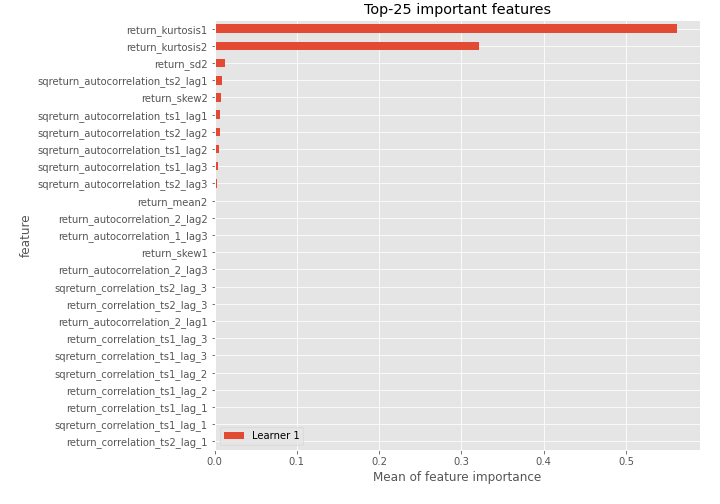 Top-25 important features
return_kurtosis1
return_kurtosis2
return_sd2
sqreturn_autocorrelation_ts2_lag1
return_skew2
sqreturn_autocorrelation_ts1_lag1
sqreturn_autocorrelation_ts2_lag2
sqreturn_autocorrelation_ts1_lag2
sqreturn_autocorrelation_ts1_lag3
sqreturn_autocorrelation_ts2_lag3
return_mean2
return_autocorrelation_2_lag2
return_autocorrelation_1_lag3
return_skew1
return_autocorrelation_2_lag3
sqreturn_correlation_ts2_lag_3
return_correlation_ts2_lag_3
return_autocorrelation_2_lag1
return_correlation_ts1_lag_3
sqreturn_correlation_ts1_lag_3
sqreturn_correlation_ts1_lag_2
return_correlation_ts1_lag_2
return_correlation_ts1_lag_1
sqreturn_correlation_ts1_lag_1
return_correlation_ts2_lag_1
feature
Learner 1
0.0 0.1 0.2 0.3 0.4 0.5
Mean of feature importance